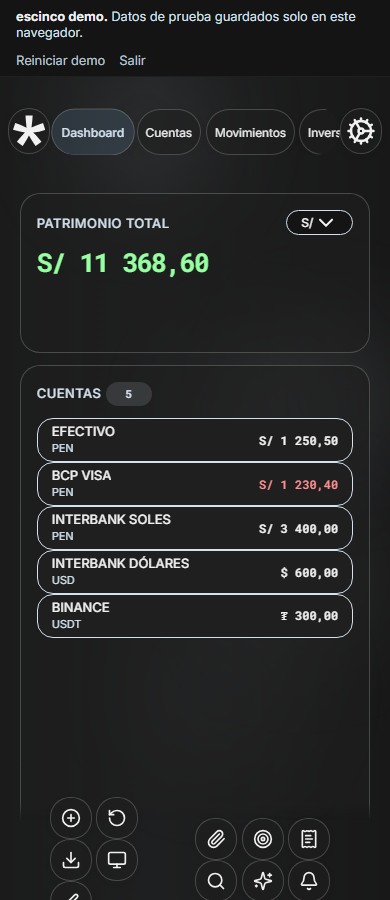 escinco demo. Datos de prueba guardados solo en este
navegador.
Reiniciar demo Salir
Dashboard Cuentas Movimientos Invers
PATRIMONIO TOTAL S/
S/ 11 368,60
CUENTAS 5
EFECTIVO
PEN S/ 1 250,50
BCP VISA
PEN S/ 1 230,40
INTERBANK SOLES
PEN S/ 3 400,00
INTERBANK DÓLARES
USD $ 600,00
BINANCE
USDT ₮ 300,00